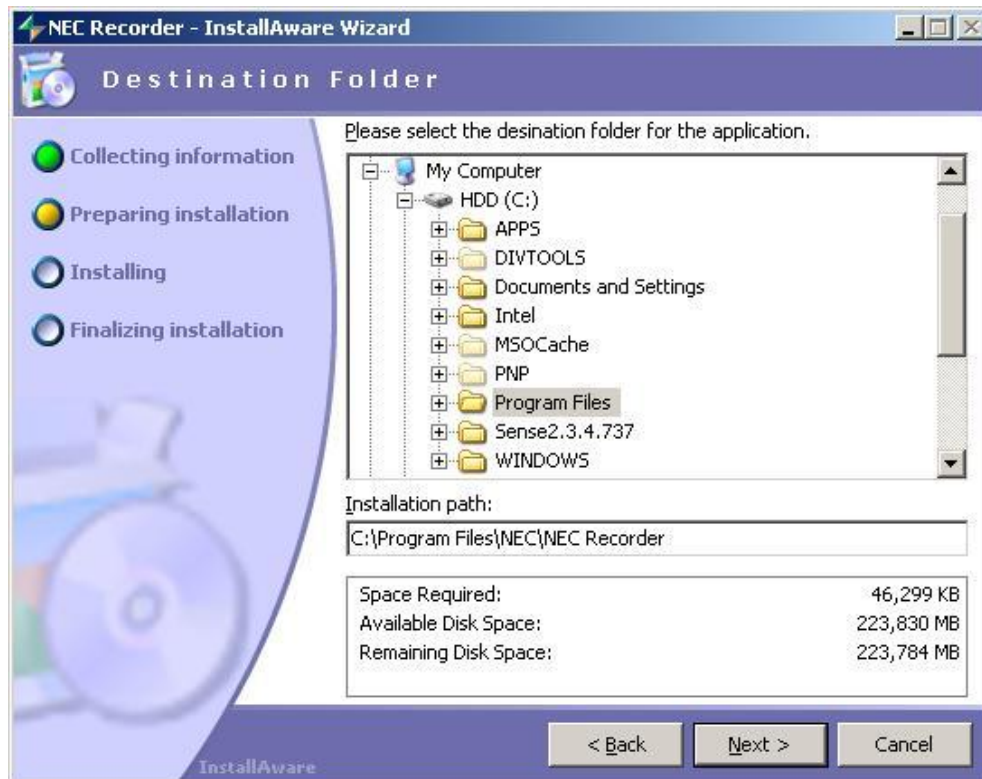 NEC Recorder - InstallAware Wizard
Destination Folder
Collecting information
Preparing installation
Installing
Finalizing installation
Please select the desination folder for the application.
My Computer
HDD (C:)
APPS
DIVTOOLS
Documents and Settings
Intel
MSOCache
PNP
Program Files
Sense2.3.4.737
WINDOWS
Installation path:
C:\Program Files\NEC\NEC Recorder
Space Required: 46,299 KB
Available Disk Space: 223,830 MB
Remaining Disk Space: 223,784 MB
InstallAware
< Back Next > Cancel